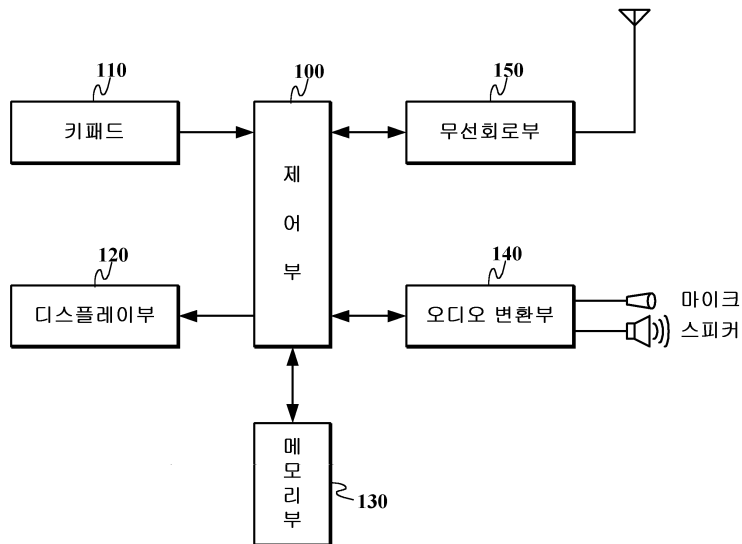 110
키패드
100
제어부
150
무선회로부
120
디스플레이부
140
오디오 변환부
마이크
스피커
메모리부
130